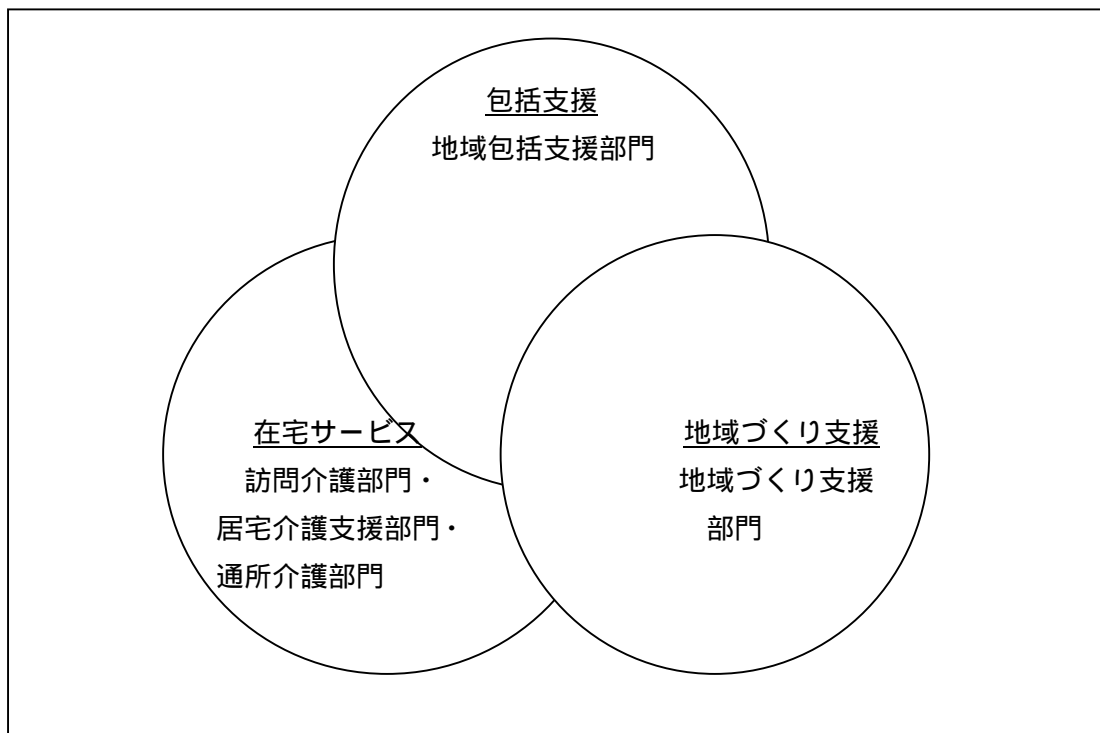 包括支援
地域包括支援部門
在宅サービス
訪問介護部門・
居宅介護支援部門・
通所介護部門
地域づくり支援
地域づくり支援
部門